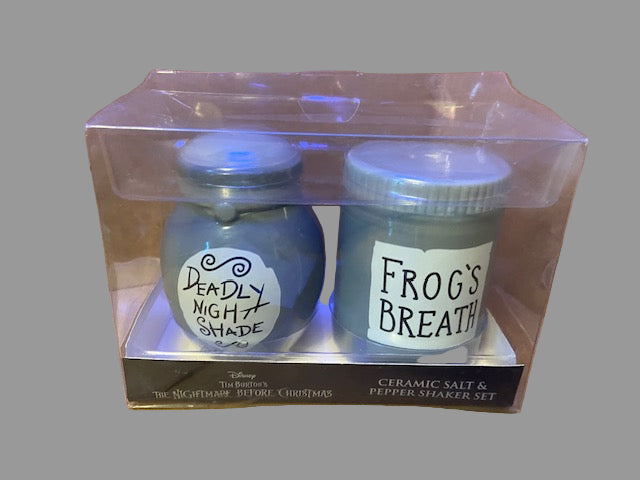 DEADLY
NIGHT
SHADE
FROG'S
BREATH
Disney
TIM BURTON'S
THE NIGHTMARE BEFORE CHRISTMAS
CERAMIC SALT &
PEPPER SHAKER SET